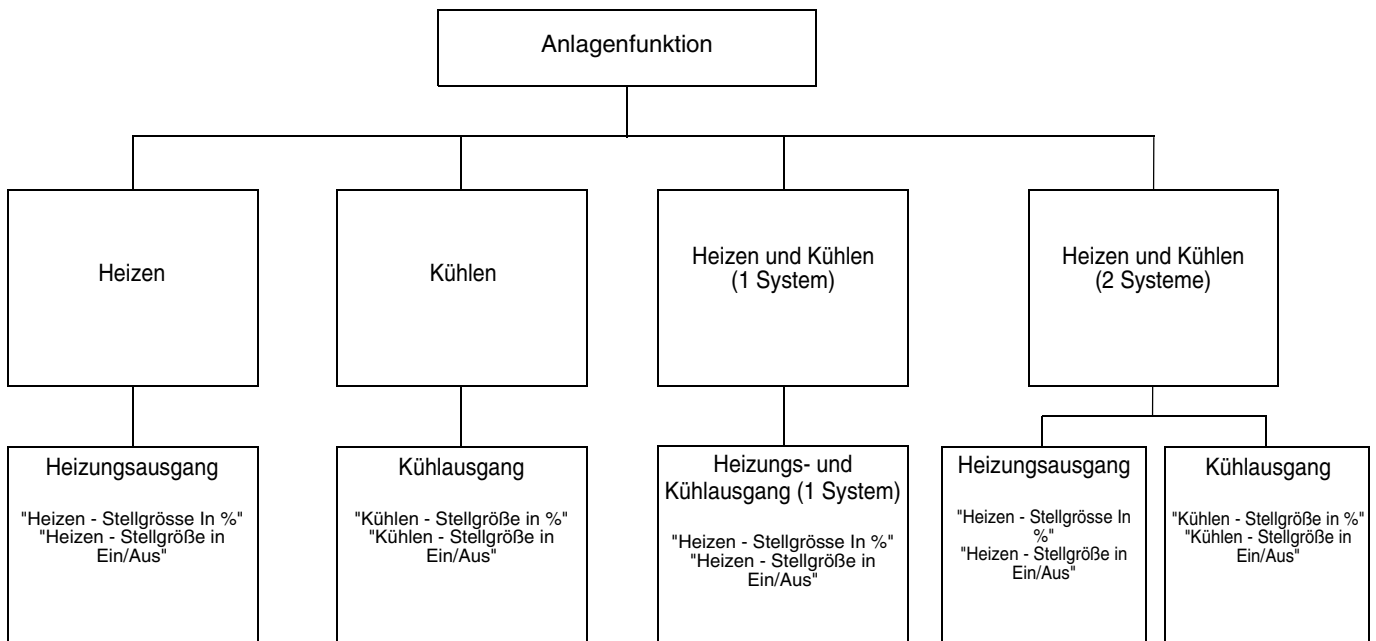 Anlagenfunktion
Heizen
Kühlen
Heizen und Kühlen
(1 System)
Heizen und Kühlen
(2 Systeme)
Heizungsausgang
"Heizen - Stellgrösse In %"
"Heizen - Stellgröße in
Ein/Aus"
Kühlausgang
"Kühlen - Stellgröße in %"
"Kühlen - Stellgröße in
Ein/Aus"
Heizungs- und
Kühlausgang (1 System)
"Heizen - Stellgrösse In %"
"Heizen - Stellgröße in
Ein/Aus"
Heizungsausgang
"Heizen - Stellgrösse In
%"
"Heizen - Stellgröße in
Ein/Aus"
Kühlausgang
"Kühlen - Stellgröße in %"
"Kühlen - Stellgröße in
Ein/Aus"